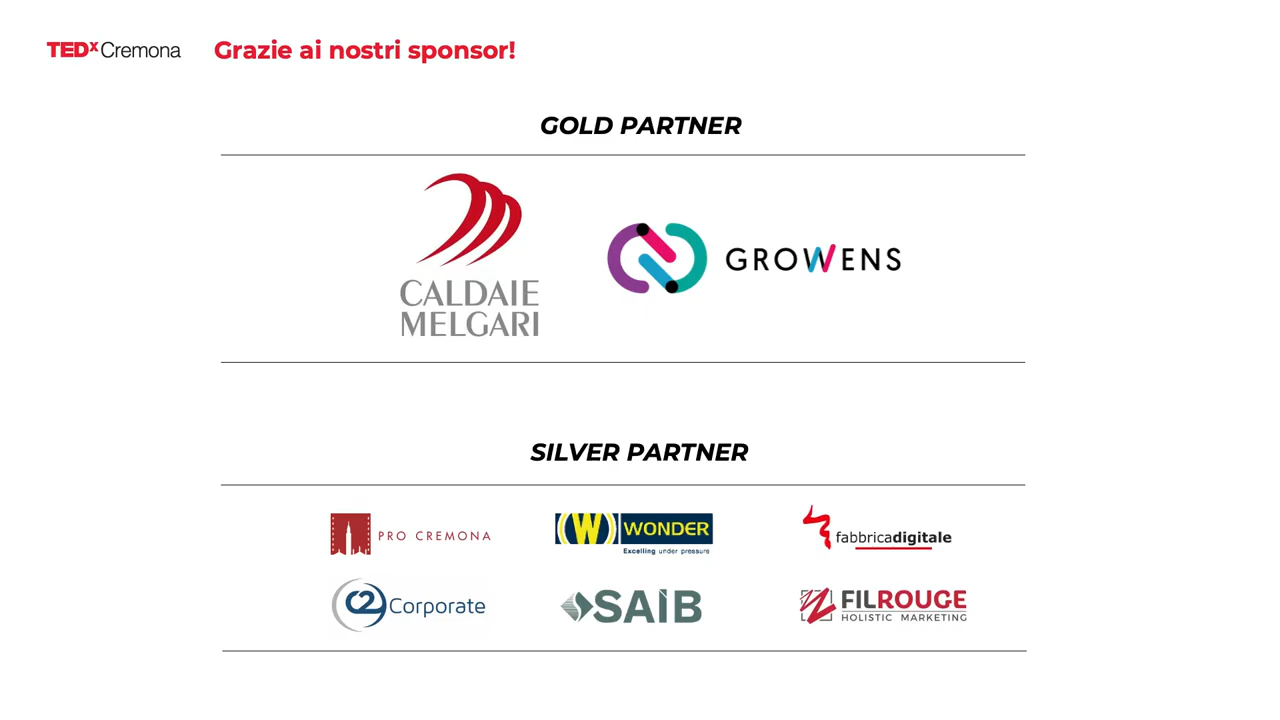 TEDxCremona
Grazie ai nostri sponsor!
GOLD PARTNER
CALDAIE
MELGARI
GROWENS
SILVER PARTNER
PRO CREMONA
W WONDER
Excelling under pressure
fabbricadigitale
C2 Corporate
SAIB
FILROUGE
HOLISTIC MARKETING